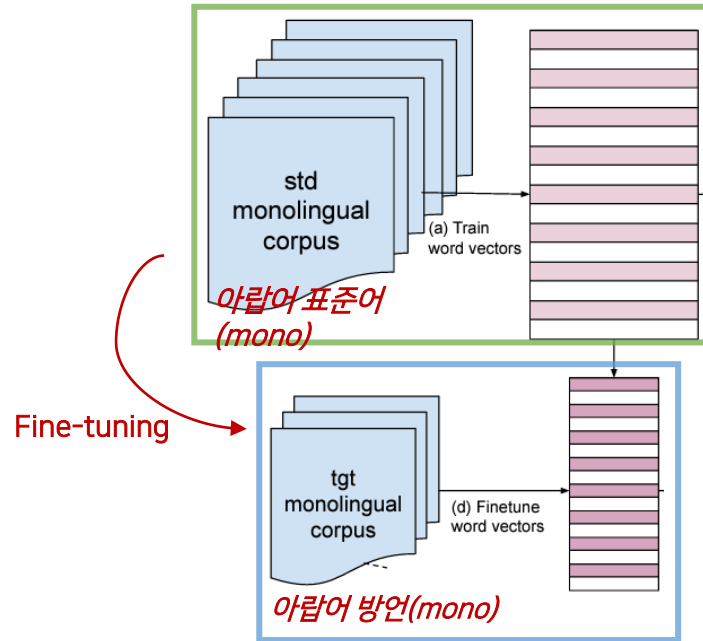 std
monolingual
corpus
(a) Train
word vectors
아랍어 표준어
(mono)
Fine-tuning
tgt
monolingual
corpus
(d) Finetune
word vectors
아랍어 방언(mono)